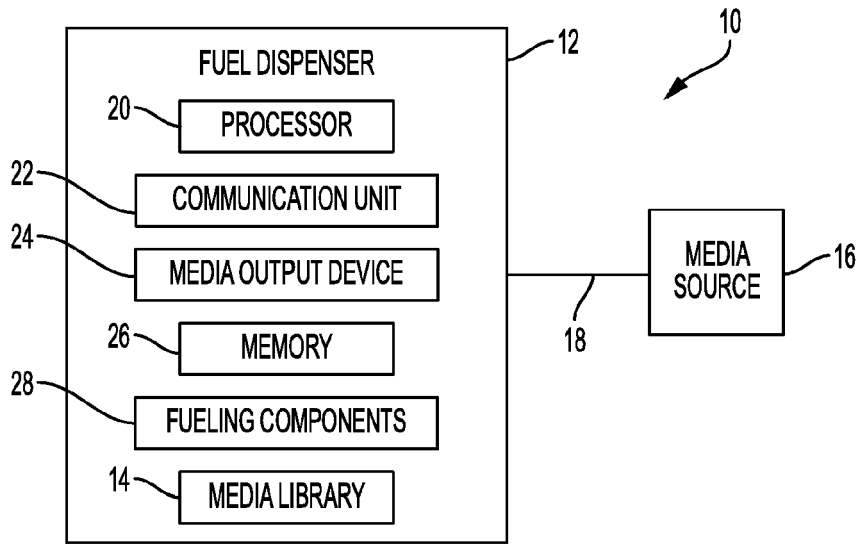 10
12
FUEL DISPENSER
20
PROCESSOR
22
COMMUNICATION UNIT
24
MEDIA OUTPUT DEVICE
MEDIA
SOURCE
16
18
26
MEMORY
28
FUELING COMPONENTS
14
MEDIA LIBRARY